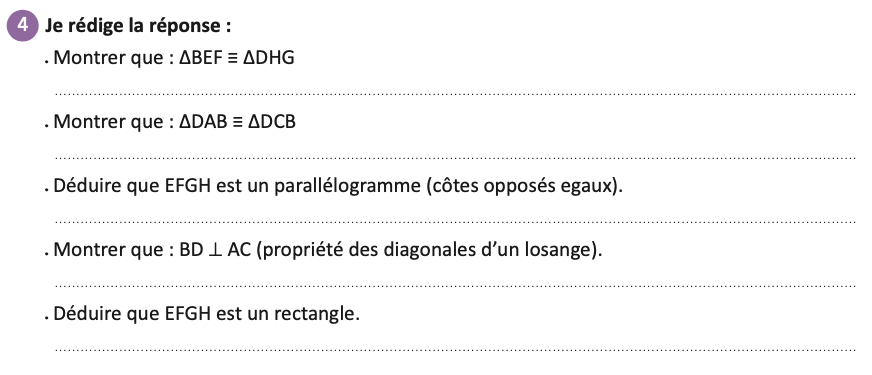 4 Je rédige la réponse :
. Montrer que : ΔBEF ≡ ΔDHG
. Montrer que : ΔDAB ≡ ΔDCB
. Déduire que EFGH est un parallélogramme (côtes opposés egaux).
. Montrer que : BD ⊥ AC (propriété des diagonales d’un losange).
. Déduire que EFGH est un rectangle.